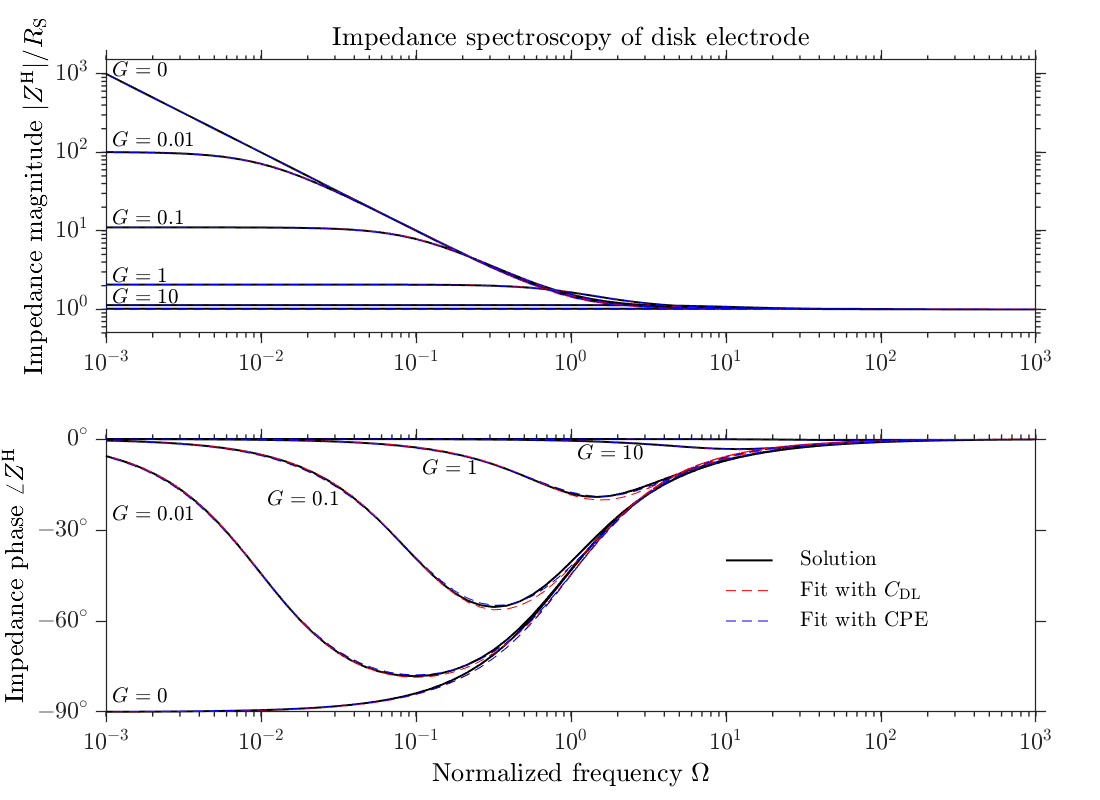 Impedance spectroscopy of disk electrode
Impedance magnitude |Z^H|/R_S
10^3
10^2
10^1
10^0
G = 0
G = 0.01
G = 0.1
G = 1
G = 10
10^−3 10^−2 10^−1 10^0 10^1 10^2 10^3
Impedance phase ∠Z^H
0°
−30°
−60°
−90°
G = 10
G = 1
G = 0.1
G = 0.01
G = 0
Solution
Fit with C_DL
Fit with CPE
10^−3 10^−2 10^−1 10^0 10^1 10^2 10^3
Normalized frequency Ω